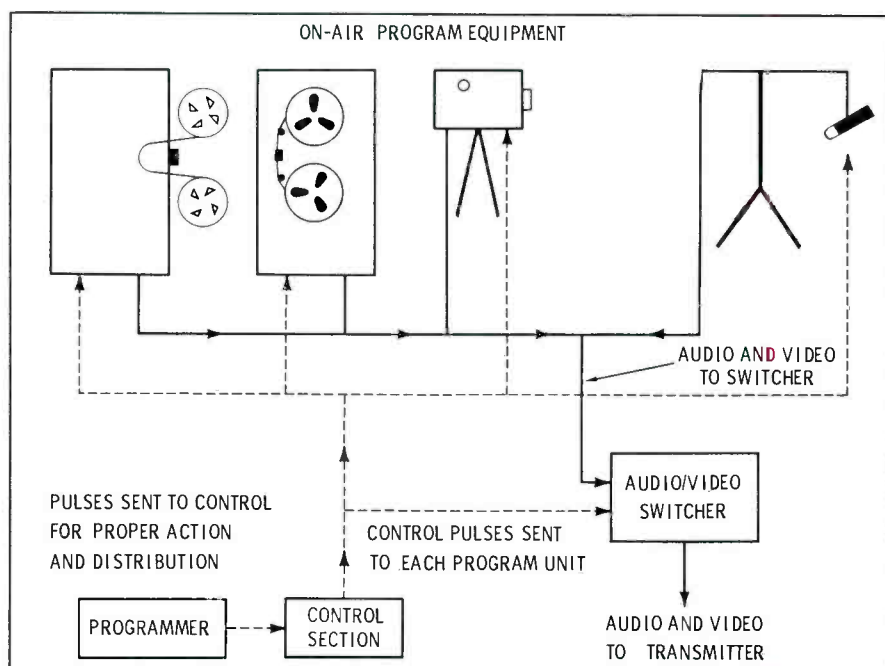 ON-AIR PROGRAM EQUIPMENT
AUDIO AND VIDEO
TO SWITCHER
AUDIO/VIDEO
SWITCHER
PULSES SENT TO CONTROL
FOR PROPER ACTION
AND DISTRIBUTION
CONTROL PULSES SENT
TO EACH PROGRAM UNIT
PROGRAMMER
CONTROL
SECTION
AUDIO AND VIDEO
TO TRANSMITTER